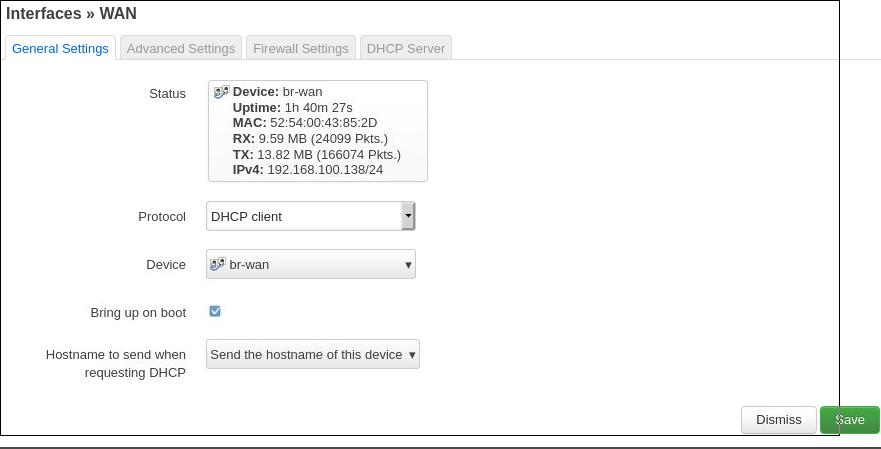 Interfaces » WAN
General Settings Advanced Settings Firewall Settings DHCP Server
Status
Device: br-wan
Uptime: 1h 40m 27s
MAC: 52:54:00:43:85:2D
RX: 9.59 MB (24099 Pkts.)
TX: 13.82 MB (166074 Pkts.)
IPv4: 192.168.100.138/24
Protocol DHCP client
Device br-wan
Bring up on boot
Hostname to send when
requesting DHCP
Send the hostname of this device
Dismiss Save